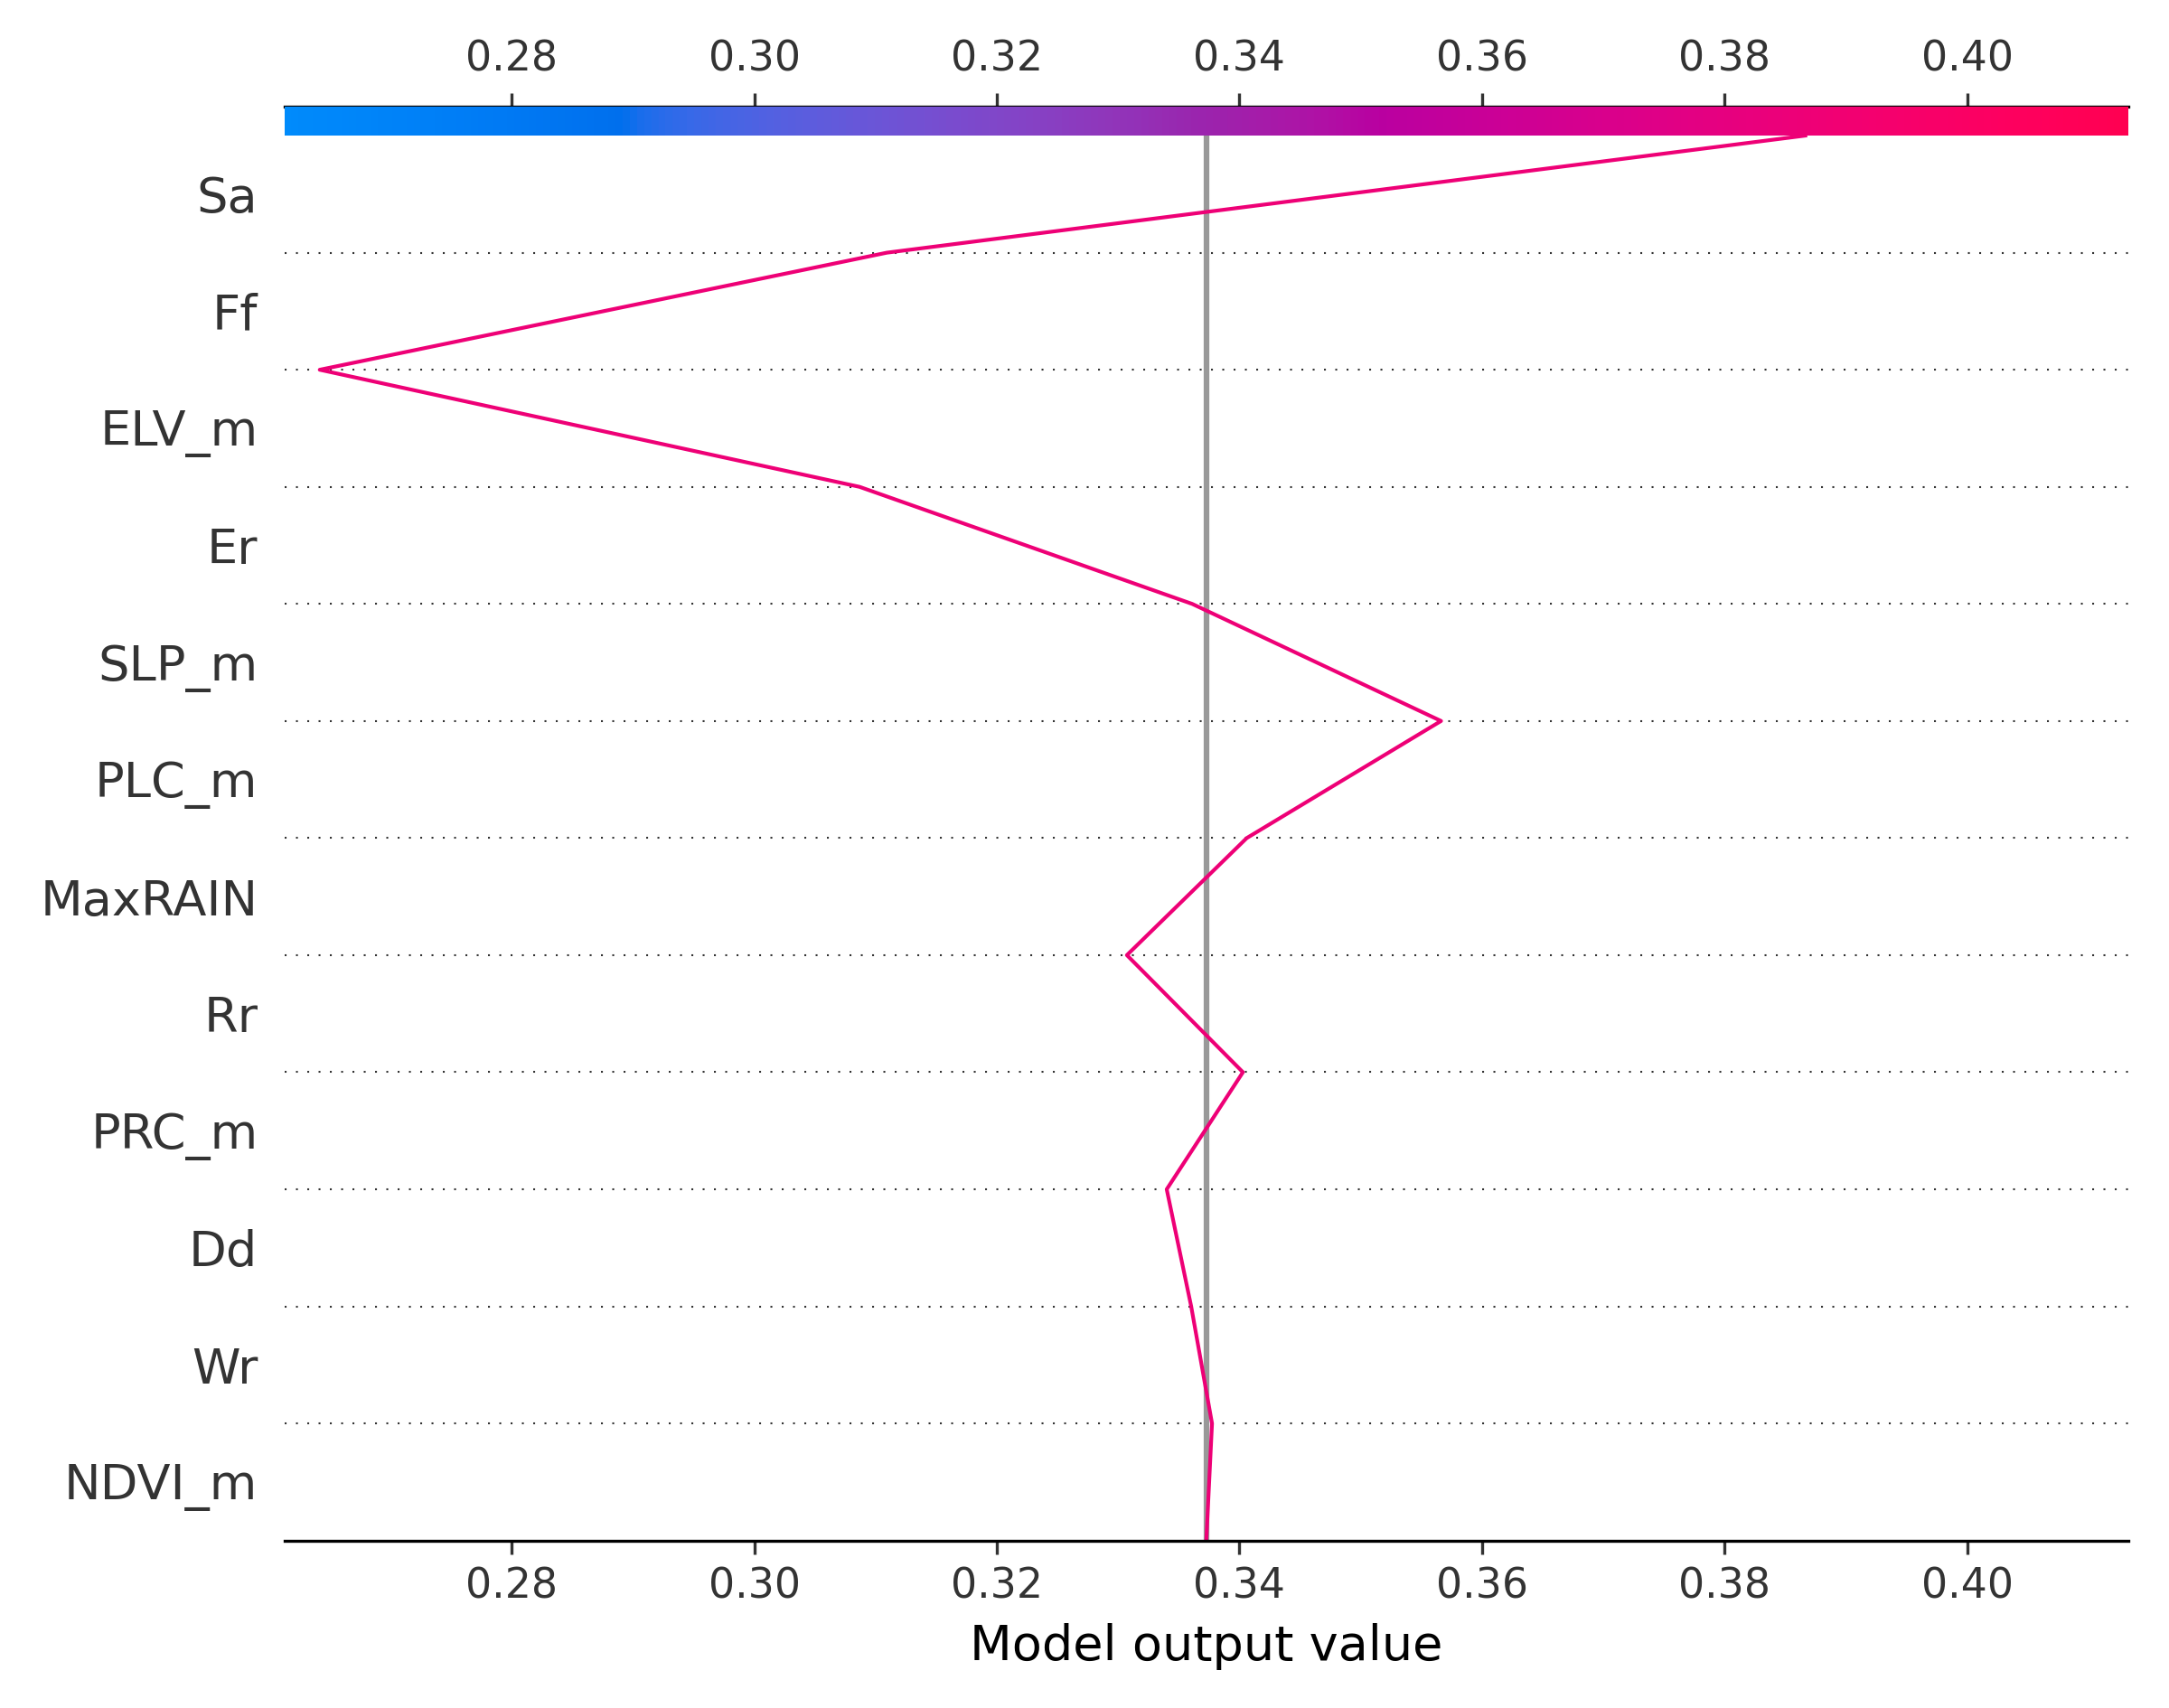 0.28 0.30 0.32 0.34 0.36 0.38 0.40
Sa
Ff
ELV_m
Er
SLP_m
PLC_m
MaxRAIN
Rr
PRC_m
Dd
Wr
NDVI_m
0.28 0.30 0.32 0.34 0.36 0.38 0.40
Model output value